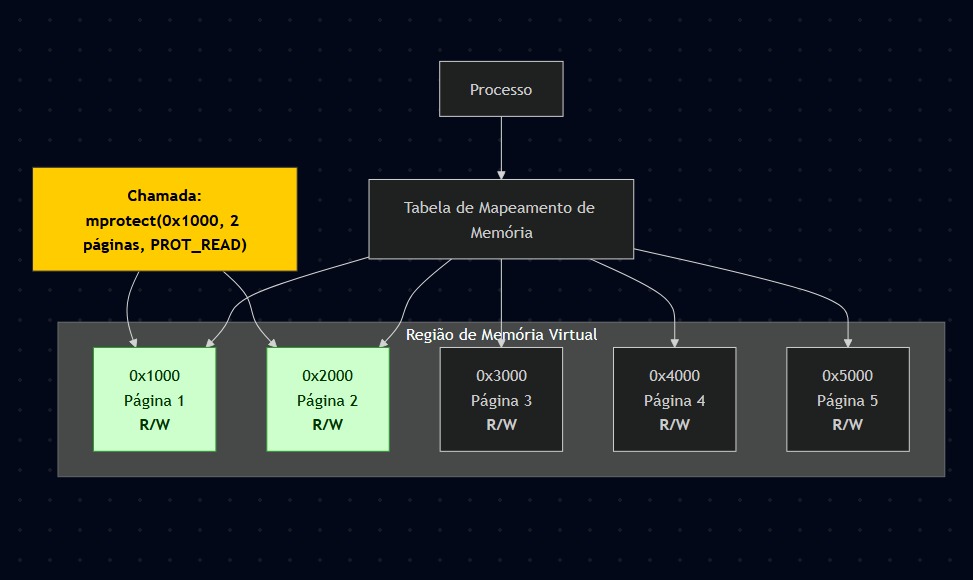 Processo
Chamada:
mprotect(0x1000, 2
páginas, PROT_READ)
Tabela de Mapeamento de
Memória
Região de Memória Virtual
0x1000
Página 1
R/W
0x2000
Página 2
R/W
0x3000
Página 3
R/W
0x4000
Página 4
R/W
0x5000
Página 5
R/W